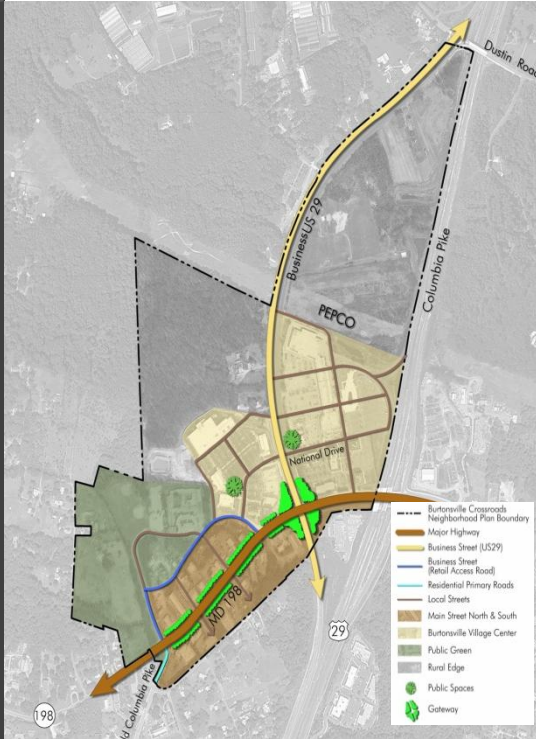 Dustin Road
Business US 29
Columbia Pike
PEPCO
National Drive
MD 198
29
ld Columbia Pike
198
Burtonsville Crossroads
Neighborhood Plan Boundary
Major Highway
Business Street (US29)
Business Street
(Retail Access Road)
Residential Primary Roads
Local Streets
Main Street North & South
Burtonsville Village Center
Public Green
Rural Edge
Public Spaces
Gateway